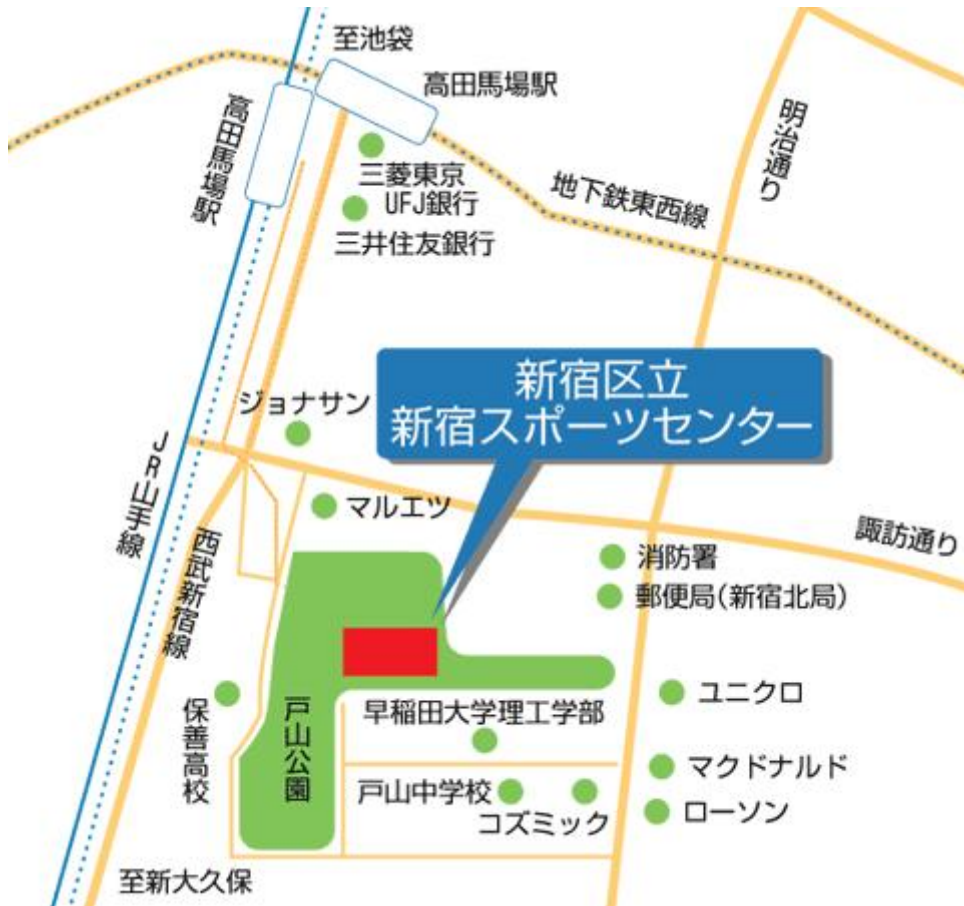 至池袋
高田馬場駅
高田馬場駅
明治通り
三菱東京
UFJ銀行
地下鉄東西線
三井住友銀行
新宿区立
新宿スポーツセンター
ジョナサン
JR山手線
マルエツ
諏訪通り
西武新宿線
消防署
郵便局(新宿北局)
ユニクロ
保善高校
戸山公園
早稲田大学理工学部
マクドナルド
戸山中学校
ローソン
コズミック
至新大久保